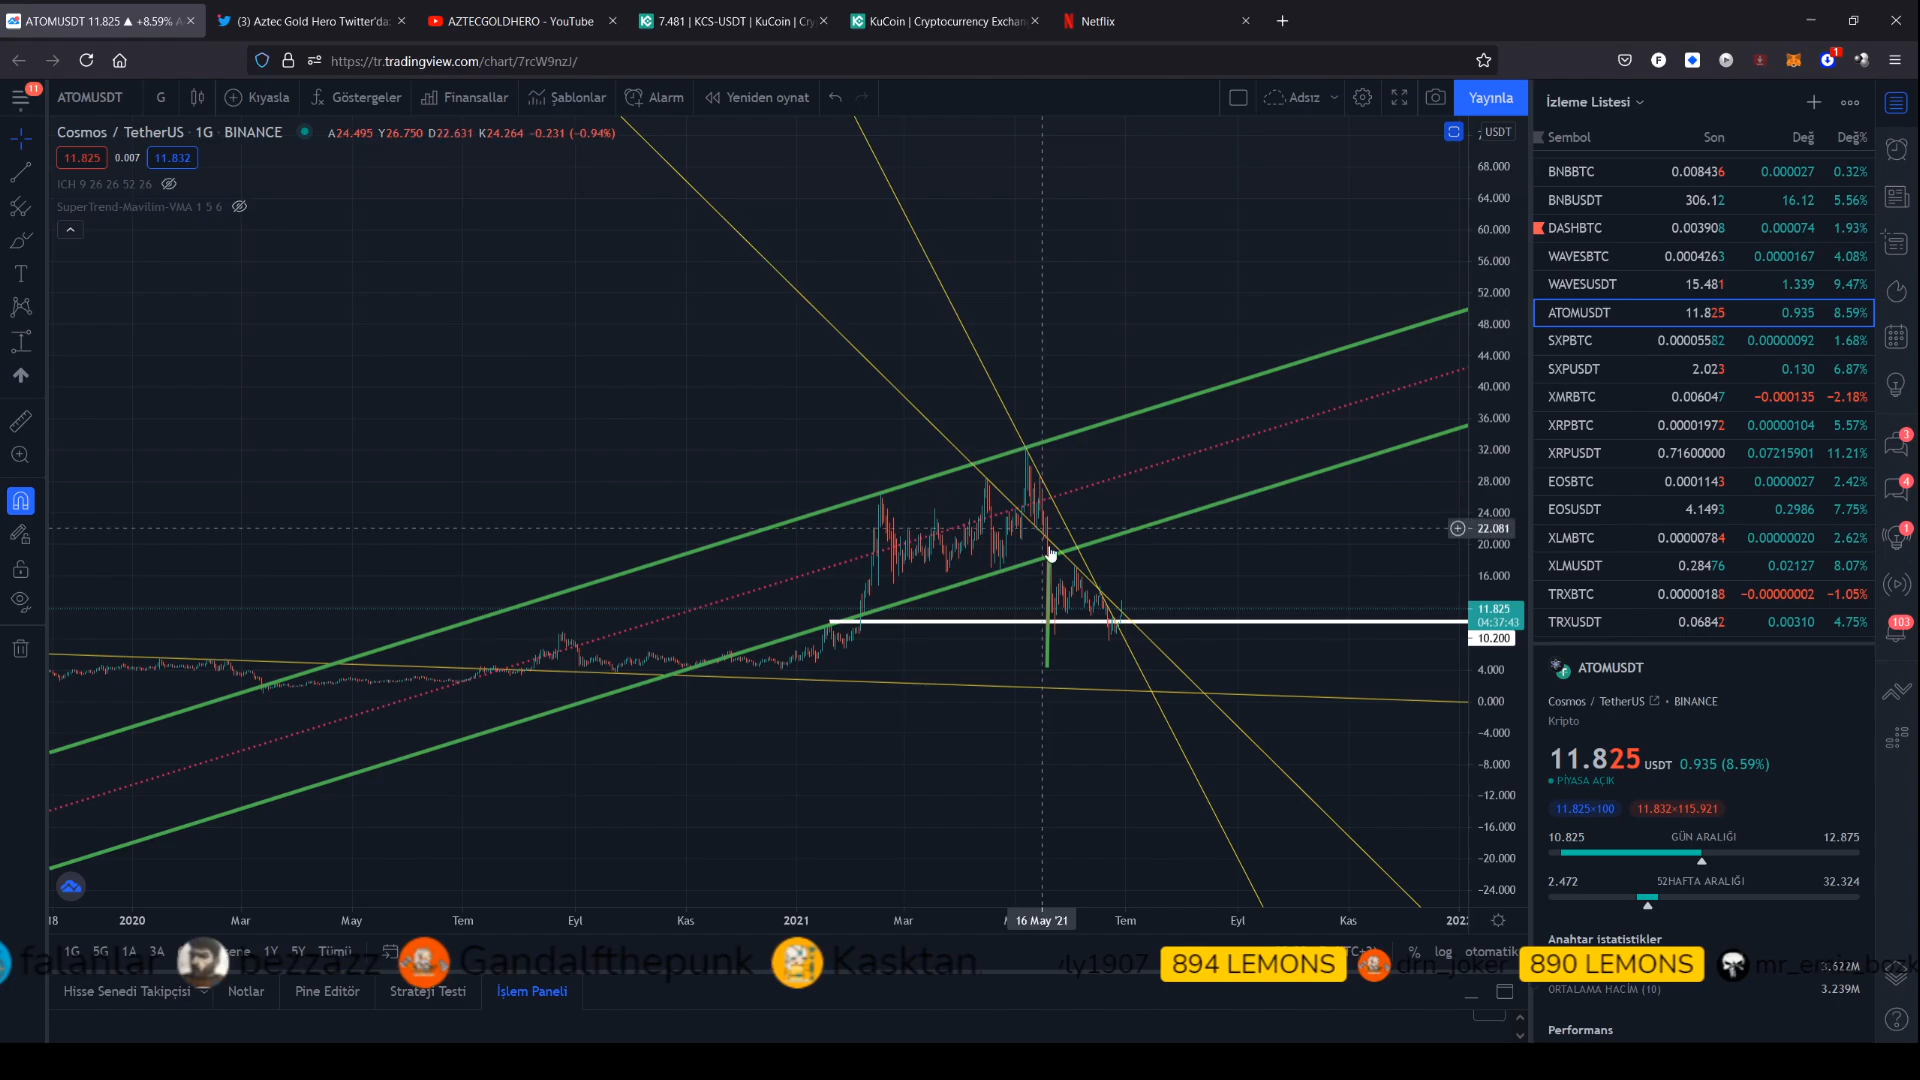 ATOMUSDT 11.825 ▲ +8.59% A
(3) Aztec Gold Hero Twitter'da:
AZTECGOLDHERO - YouTube
7.481 | KCS-USDT | KuCoin | Cry
KuCoin | Cryptocurrency Exchan
Netflix
https://tr.tradingview.com/chart/7rcW9nzJ/
1
11
ATOMUSDT
G
Kıyasla
Göstergeler
Finansallar
Şablonlar
Alarm
Yeniden oynat
Adsız
Yayınla
Cosmos / TetherUS · 1G · BINANCE
A24.495 Y26.750 D22.631 K24.264 −0.231 (−0.94%)
11.825
0.007
11.832
ICH 9 26 26 52 26
SuperTrend-Mavilim-VMA 1 5 6
USDT
68.000
64.000
60.000
56.000
52.000
48.000
44.000
40.000
36.000
32.000
28.000
24.000
22.081
20.000
16.000
11.825
04:37:43
10.200
4.000
0.000
−4.000
−8.000
−12.000
−16.000
−20.000
−24.000
18
2020
Mar
May
Tem
Eyl
Kas
2021
Mar
16 May '21
Tem
Eyl
Kas
202
1G 5G 1A 3A
1Y 5Y Tümü
% log otomatik
falanlar
bezzazz
Gandalfthepunk
Kasktan
ly1907
894 LEMONS
drn_joker
890 LEMONS
Hisse Senedi Takipçisi
Notlar
Pine Editör
Strateji Testi
İşlem Paneli
İzleme Listesi
Sembol Son Değ Değ%
BNBBTC 0.008436 0.000027 0.32%
BNBUSDT 306.12 16.12 5.56%
DASHBTC 0.003908 0.000074 1.93%
WAVESBTC 0.0004263 0.0000167 4.08%
WAVESUSDT 15.481 1.339 9.47%
ATOMUSDT 11.825 0.935 8.59%
SXPBTC 0.00005582 0.00000092 1.68%
SXPUSDT 2.023 0.130 6.87%
XMRBTC 0.006047 −0.000135 −2.18%
XRPBTC 0.00001972 0.00000104 5.57%
XRPUSDT 0.71600000 0.07215901 11.21%
EOSBTC 0.0001143 0.0000027 2.42%
EOSUSDT 4.1493 0.2986 7.75%
XLMBTC 0.00000784 0.00000020 2.62%
XLMUSDT 0.28476 0.02127 8.07%
TRXBTC 0.00000188 −0.00000002 −1.05%
TRXUSDT 0.06842 0.00310 4.75%
ATOMUSDT
Cosmos / TetherUS • BINANCE
Kripto
11.825 USDT 0.935 (8.59%)
PİYASA AÇIK
11.825×100
11.832×115.921
10.825 GÜN ARALIĞI 12.875
2.472 52HAFTA ARALIĞI 32.324
Anahtar istatistikler
3.622M
ORTALAMA HACİM (10) 3.239M
Performans
3
4
1
103